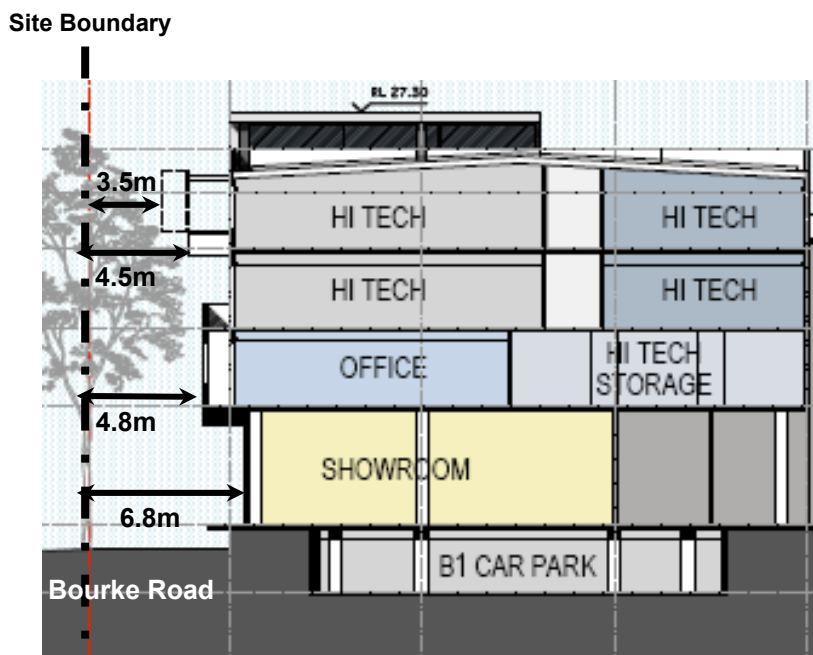 Site Boundary
RL 27.30
3.5m
HI TECH
HI TECH
4.5m
HI TECH
HI TECH
OFFICE
HI TECH
STORAGE
4.8m
SHOWROOM
6.8m
B1 CAR PARK
Bourke Road